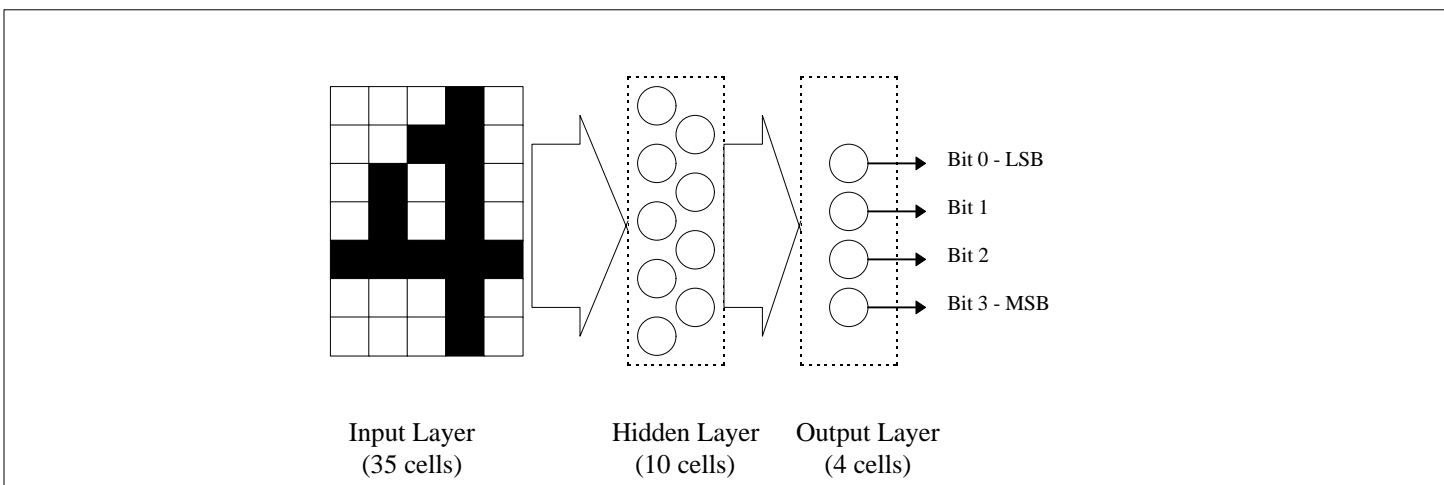 Bit 0 - LSB
Bit 1
Bit 2
Bit 3 - MSB
Input Layer
(35 cells)
Hidden Layer
(10 cells)
Output Layer
(4 cells)